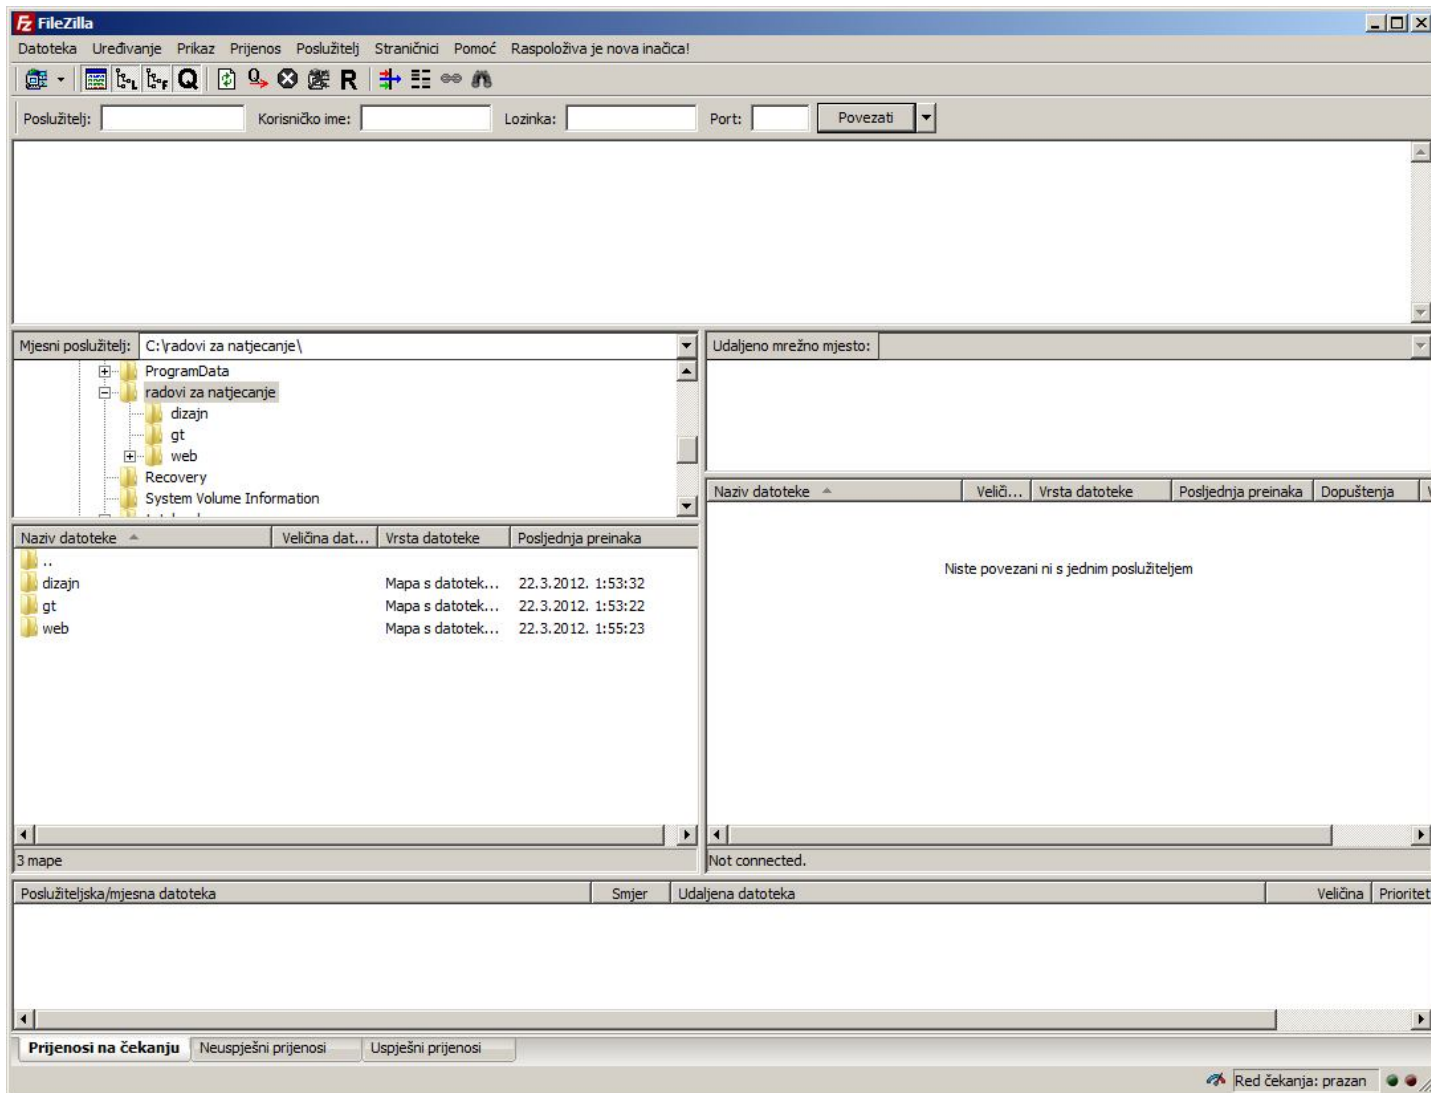 FileZilla
Datoteka Uređivanje Prikaz Prijenos Poslužitelj Straničnici Pomoć Raspoloživa je nova inačica!
Poslužitelj: Korisničko ime: Lozinka: Port: Povezati
Mjesni poslužitelj: C:\radovi za natjecanje\
ProgramData
radovi za natjecanje
dizajn
gt
web
Recovery
System Volume Information
Naziv datoteke Veličina dat... Vrsta datoteke Posljednja preinaka
..
dizajn Mapa s datotek... 22.3.2012. 1:53:32
gt Mapa s datotek... 22.3.2012. 1:53:22
web Mapa s datotek... 22.3.2012. 1:55:23
3 mape
Udaljeno mrežno mjesto:
Naziv datoteke Veliči... Vrsta datoteke Posljednja preinaka Dopuštenja
Niste povezani ni s jednim poslužiteljem
Not connected.
Poslužiteljska/mjesna datoteka Smjer Udaljena datoteka Veličina Prioritet
Prijenosi na čekanju Neuspješni prijenosi Uspješni prijenosi
Red čekanja: prazan